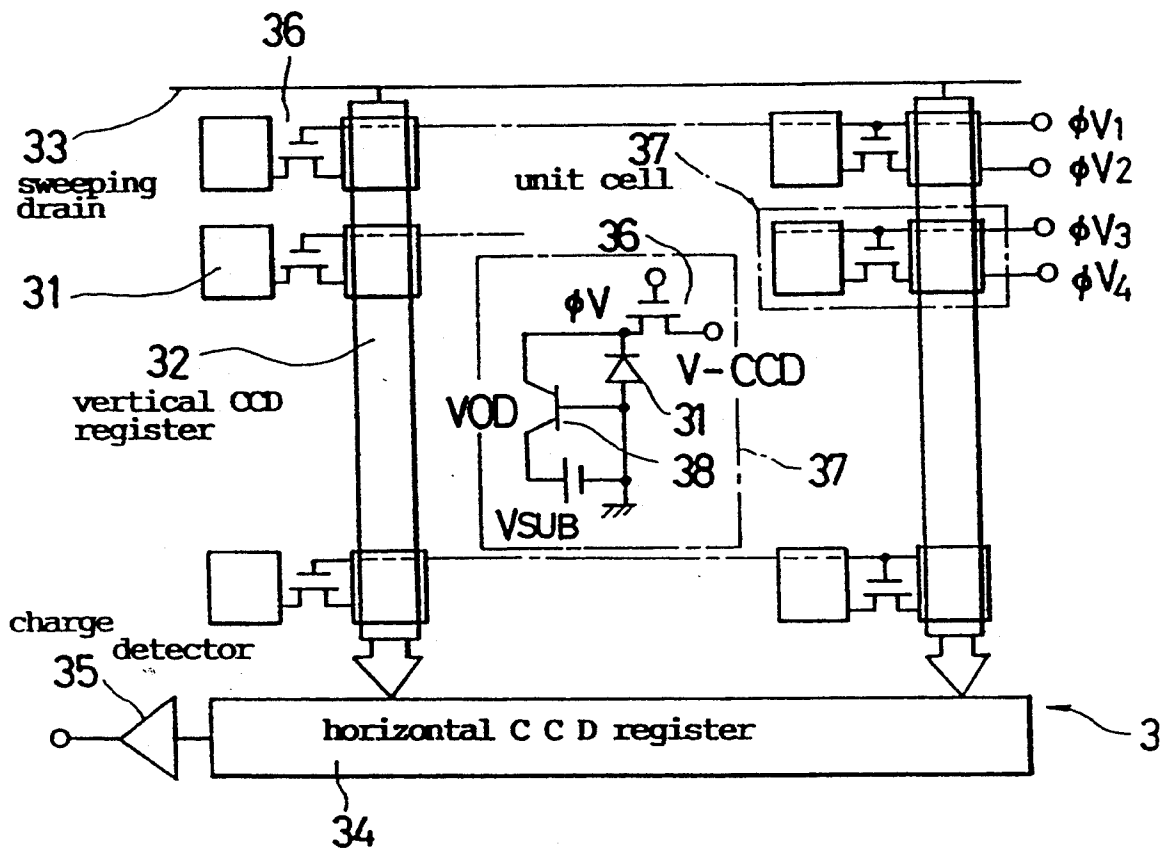 36
33
sweeping
drain
37
unit cell
φV1
φV2
φV3
φV4
31
36
φV
V-CCD
32
vertical CCD
register
VOD
31
38
37
VSUB
charge
detector
35
horizontal C C D register
3
34